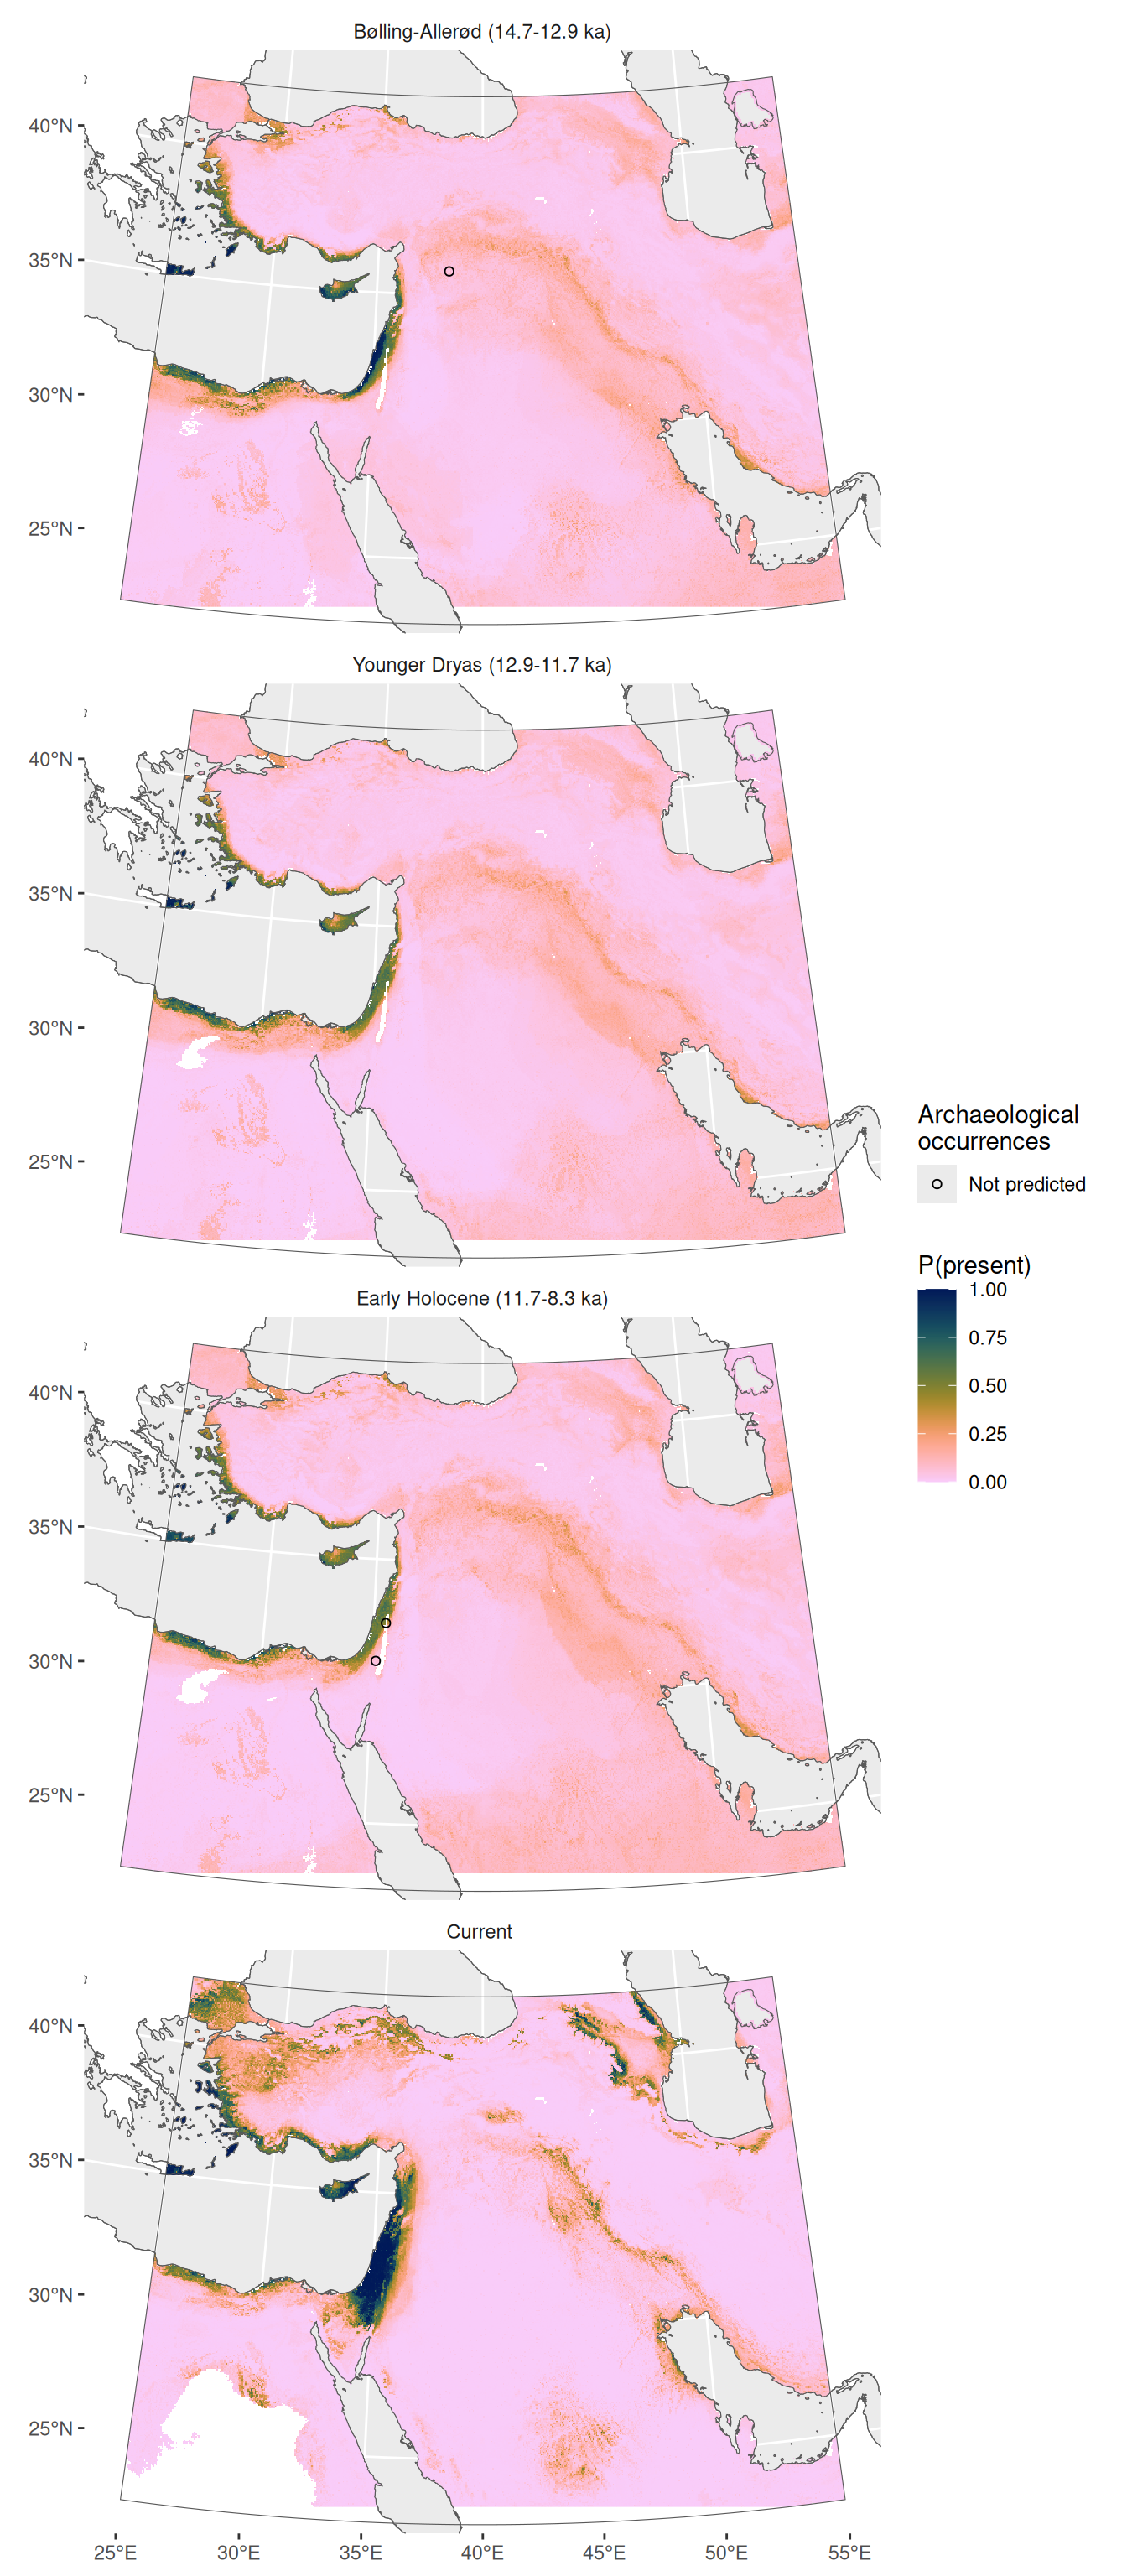 Bølling-Allerød (14.7-12.9 ka)
40°N
35°N
30°N
25°N
Younger Dryas (12.9-11.7 ka)
40°N
35°N
30°N
25°N
Archaeological
occurrences
Not predicted
P(present)
1.00
0.75
0.50
0.25
0.00
Early Holocene (11.7-8.3 ka)
40°N
35°N
30°N
25°N
Current
40°N
35°N
30°N
25°N
25°E 30°E 35°E 40°E 45°E 50°E 55°E